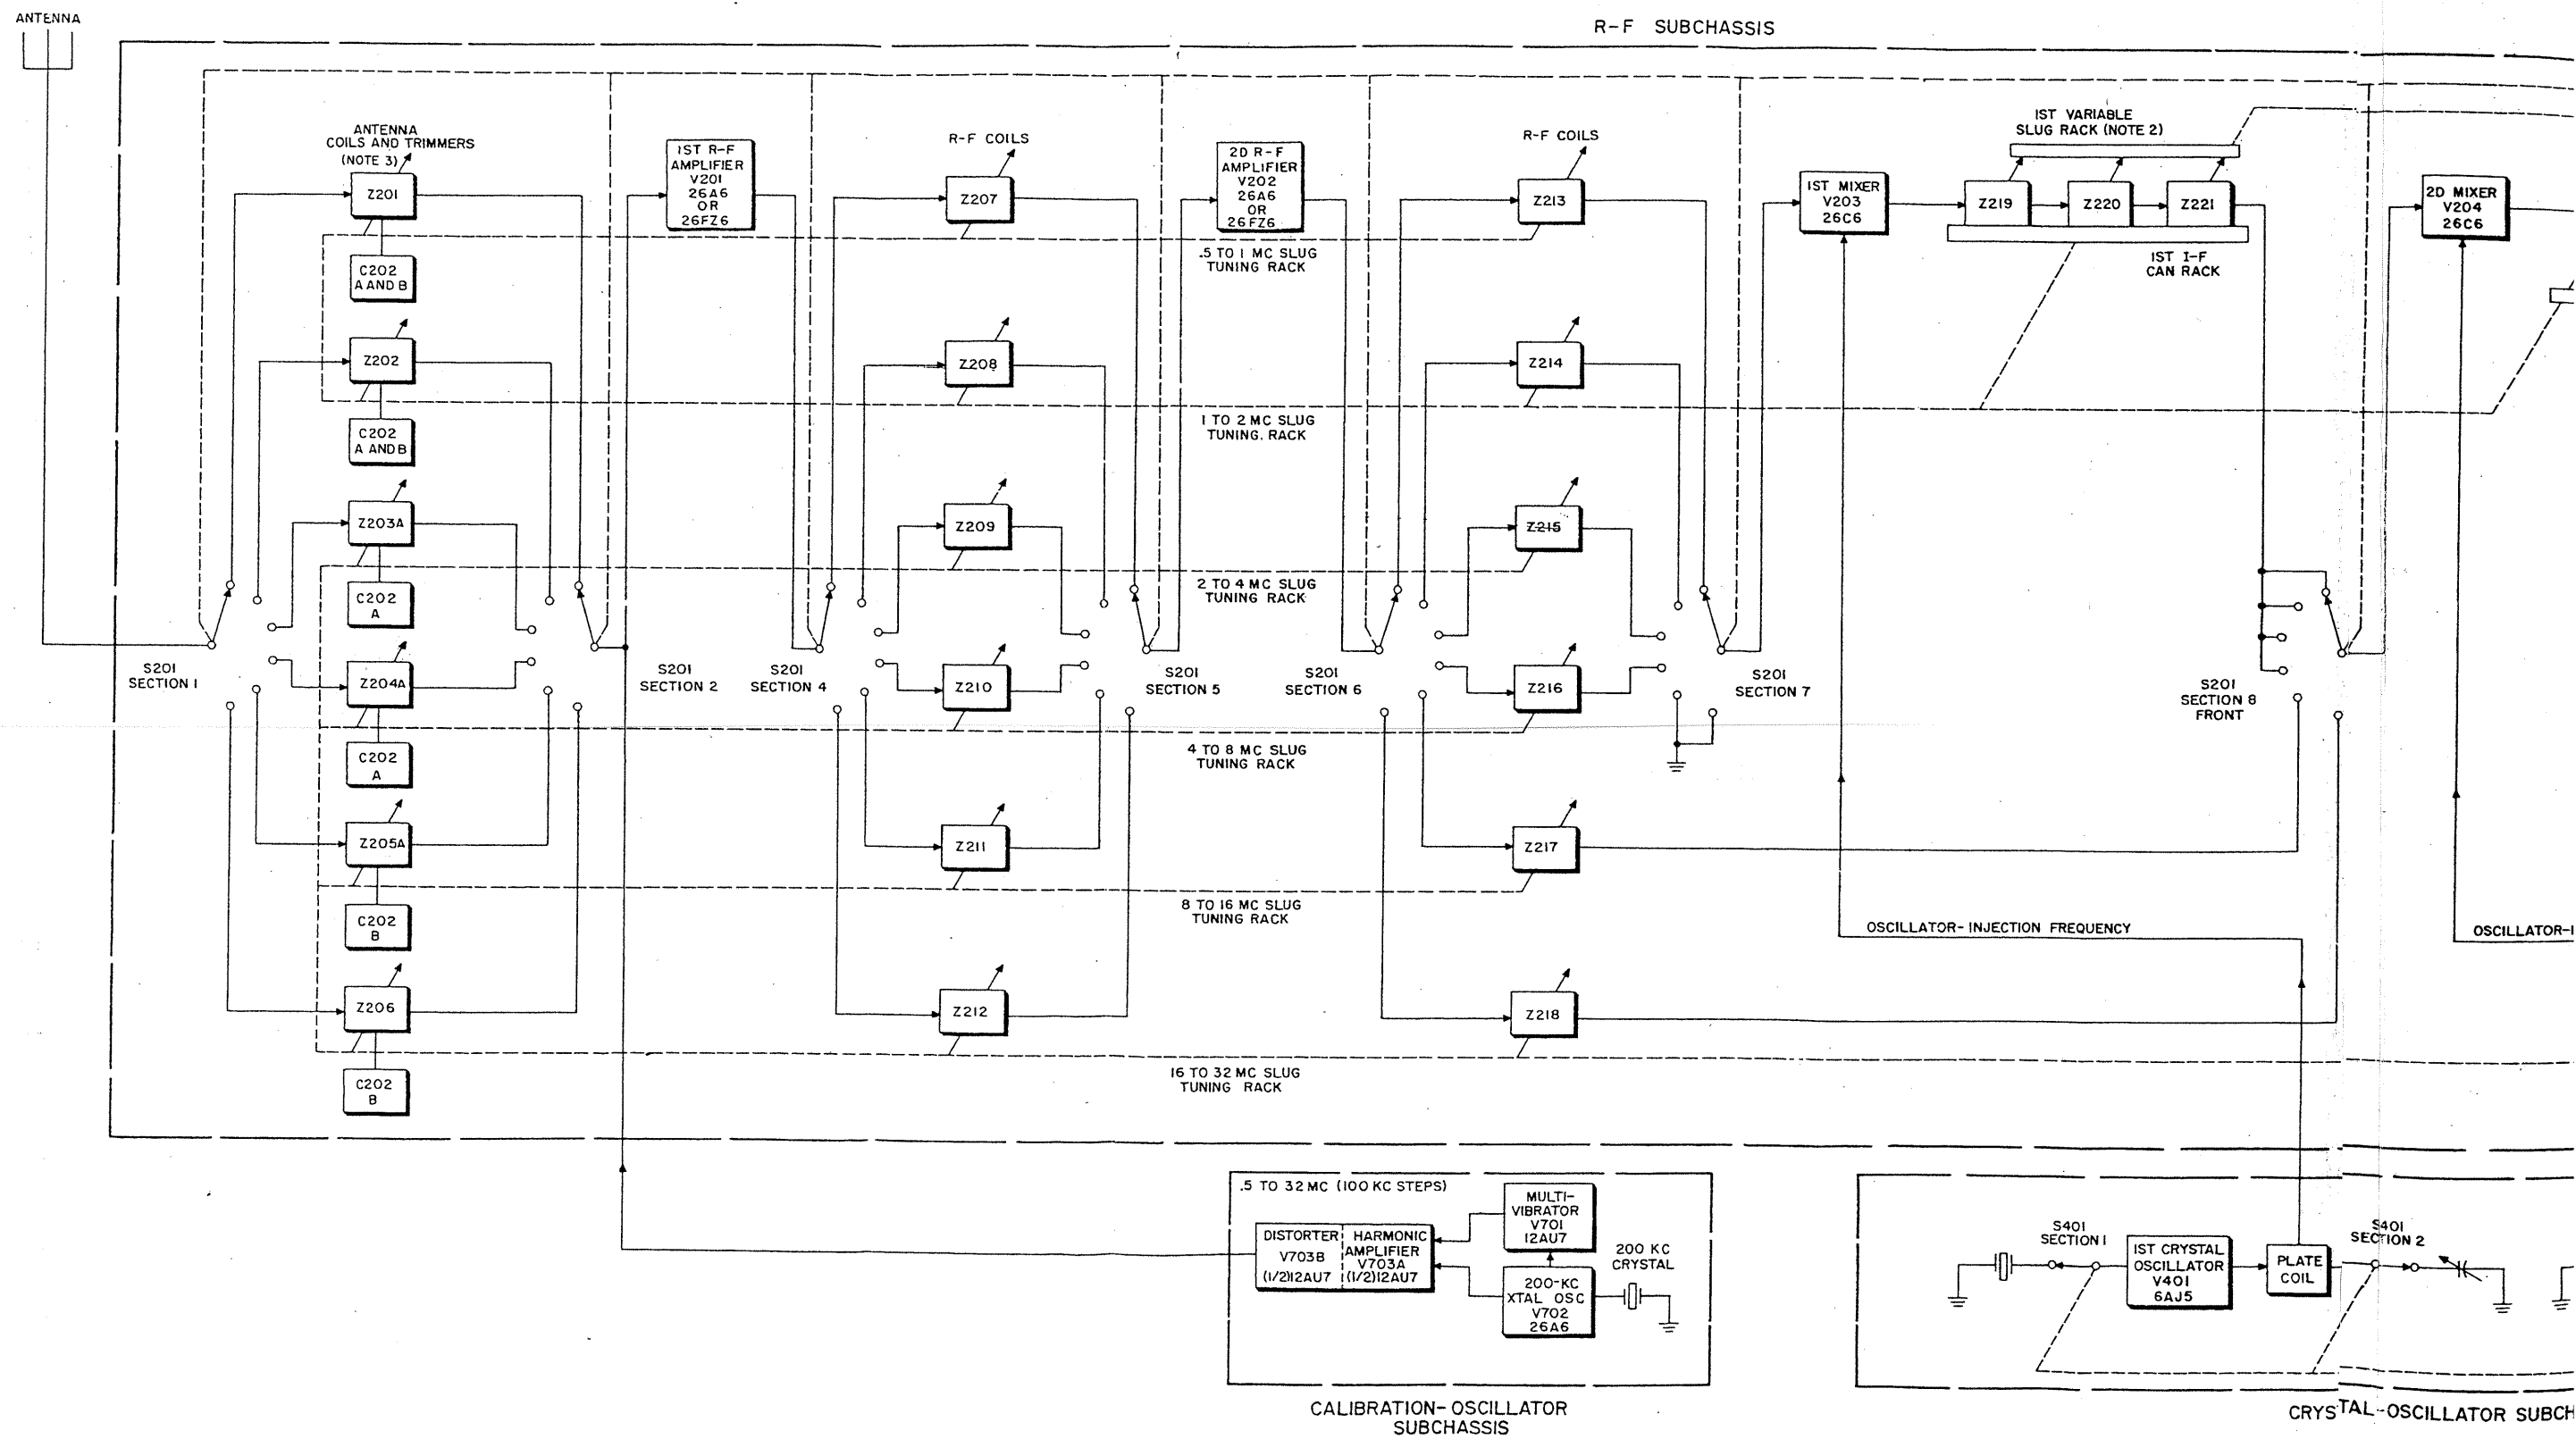 ANTENNA
R-F SUBCHASSIS
ANTENNA
COILS AND TRIMMERS
(NOTE 3)
Z201
C202
A AND B
Z202
C202
A AND B
Z203A
C202
A
Z204A
C202
A
Z205A
C202
B
Z206
C202
B
S201
SECTION 1
S201
SECTION 2
1ST R-F
AMPLIFIER
V201
26A6
OR
26FZ6
S201
SECTION 4
R-F COILS
Z207
Z208
Z209
Z210
Z211
Z212
S201
SECTION 5
2D R-F
AMPLIFIER
V202
26A6
OR
26FZ6
.5 TO 1 MC SLUG
TUNING RACK
1 TO 2 MC SLUG
TUNING. RACK
2 TO 4 MC SLUG
TUNING RACK
4 TO 8 MC SLUG
TUNING RACK
8 TO 16 MC SLUG
TUNING RACK
16 TO 32 MC SLUG
TUNING RACK
S201
SECTION 6
R-F COILS
Z213
Z214
Z215
Z216
Z217
Z218
S201
SECTION 7
1ST MIXER
V203
26C6
1ST VARIABLE
SLUG RACK (NOTE 2)
Z219
Z220
Z221
1ST I-F
CAN RACK
S201
SECTION 8
FRONT
2D MIXER
V204
26C6
OSCILLATOR-INJECTION FREQUENCY
OSCILLATOR-I
.5 TO 32 MC (100 KC STEPS)
DISTORTER
V703B
(1/2)12AU7
HARMONIC
AMPLIFIER
V703A
(1/2)12AU7
MULTI-
VIBRATOR
V701
12AU7
200-KC
XTAL OSC
V702
26A6
200 KC
CRYSTAL
CALIBRATION-OSCILLATOR
SUBCHASSIS
S401
SECTION 1
1ST CRYSTAL
OSCILLATOR
V401
6AJ5
PLATE
COIL
S401
SECTION 2
CRYSTAL-OSCILLATOR SUBCH